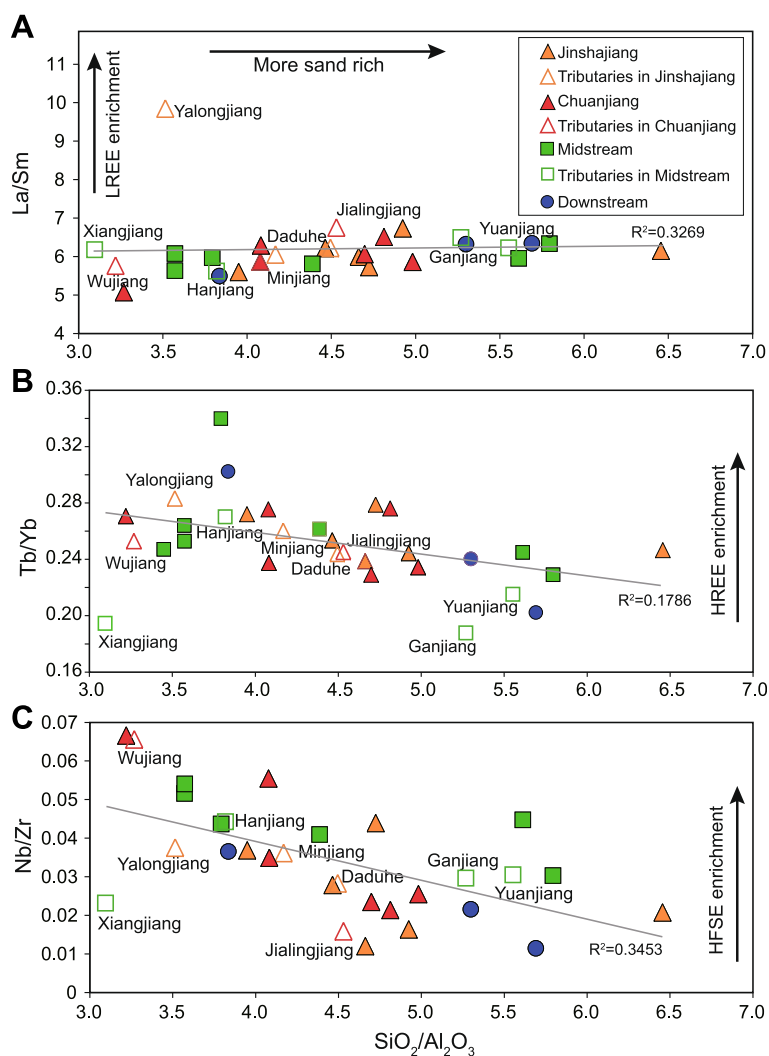 A
More sand rich
LREE enrichment
La/Sm
11
10
9
8
7
6
5
4
3.0
3.5
4.0
4.5
5.0
5.5
6.0
6.5
7.0
Jinshajiang
Tributaries in Jinshajiang
Chuanjiang
Tributaries in Chuanjiang
Midstream
Tributaries in Midstream
Downstream
Yalongjiang
Xiangjiang
Wujiang
Hanjiang
Daduhe
Minjiang
Jialingjiang
Ganjiang
Yuanjiang
R²=0.3269
B
Tb/Yb
0.36
0.32
0.28
0.24
0.20
0.16
3.0
3.5
4.0
4.5
5.0
5.5
6.0
6.5
7.0
Yalongjiang
Hanjiang
Wujiang
Xiangjiang
Minjiang
Jialingjiang
Daduhe
Yuanjiang
Ganjiang
R²=0.1786
HREE enrichment
C
Nb/Zr
0.07
0.06
0.05
0.04
0.03
0.02
0.01
0
3.0
3.5
4.0
4.5
5.0
5.5
6.0
6.5
7.0
Wujiang
Hanjiang
Yalongjiang
Minjiang
Daduhe
Xiangjiang
Jialingjiang
Ganjiang
Yuanjiang
R²=0.3453
HFSE enrichment
SiO₂/Al₂O₃